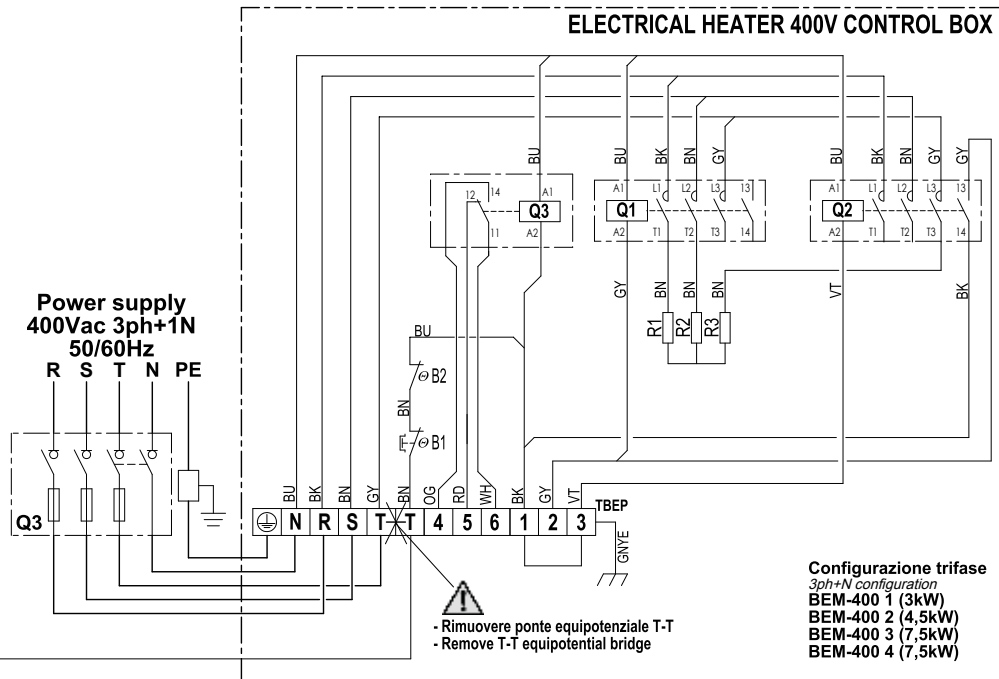 ELECTRICAL HEATER 400V CONTROL BOX
BU BU BK BN GY BU BK BN GY GY
12 14 A1 A1 L1 L2 L3 13 A1 L1 L2 L3 13
Q3 Q1 Q2
11 A2 A2 T1 T2 T3 14 A2 T1 T2 T3 14
GY BN BN BN VT BK
Power supply
400Vac 3ph+1N
50/60Hz
R S T N PE
R1 R2 R3
BU
B2
BN
B1
Q3
BU BK BN GY BN OG RD WH BK GY VT
TBEP
N R S T T 4 5 6 1 2 3
GNYE
- Rimuovere ponte equipotenziale T-T
- Remove T-T equipotential bridge
Configurazione trifase
3ph+N configuration
BEM-400 1 (3kW)
BEM-400 2 (4,5kW)
BEM-400 3 (7,5kW)
BEM-400 4 (7,5kW)